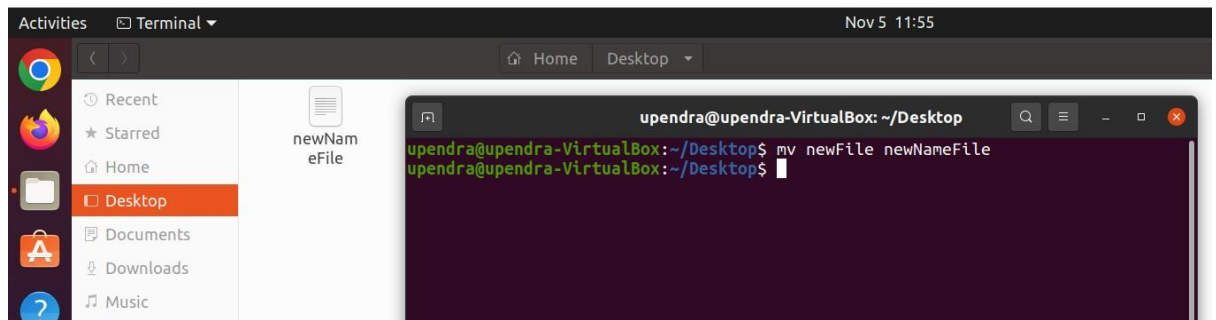 Activities Terminal Nov 5 11:55
Home Desktop
Recent
Starred
Home
Desktop
Documents
Downloads
Music
newNam
eFile
upendra@upendra-VirtualBox: ~/Desktop
upendra@upendra-VirtualBox:~/Desktop$ mv newFile newNameFile
upendra@upendra-VirtualBox:~/Desktop$